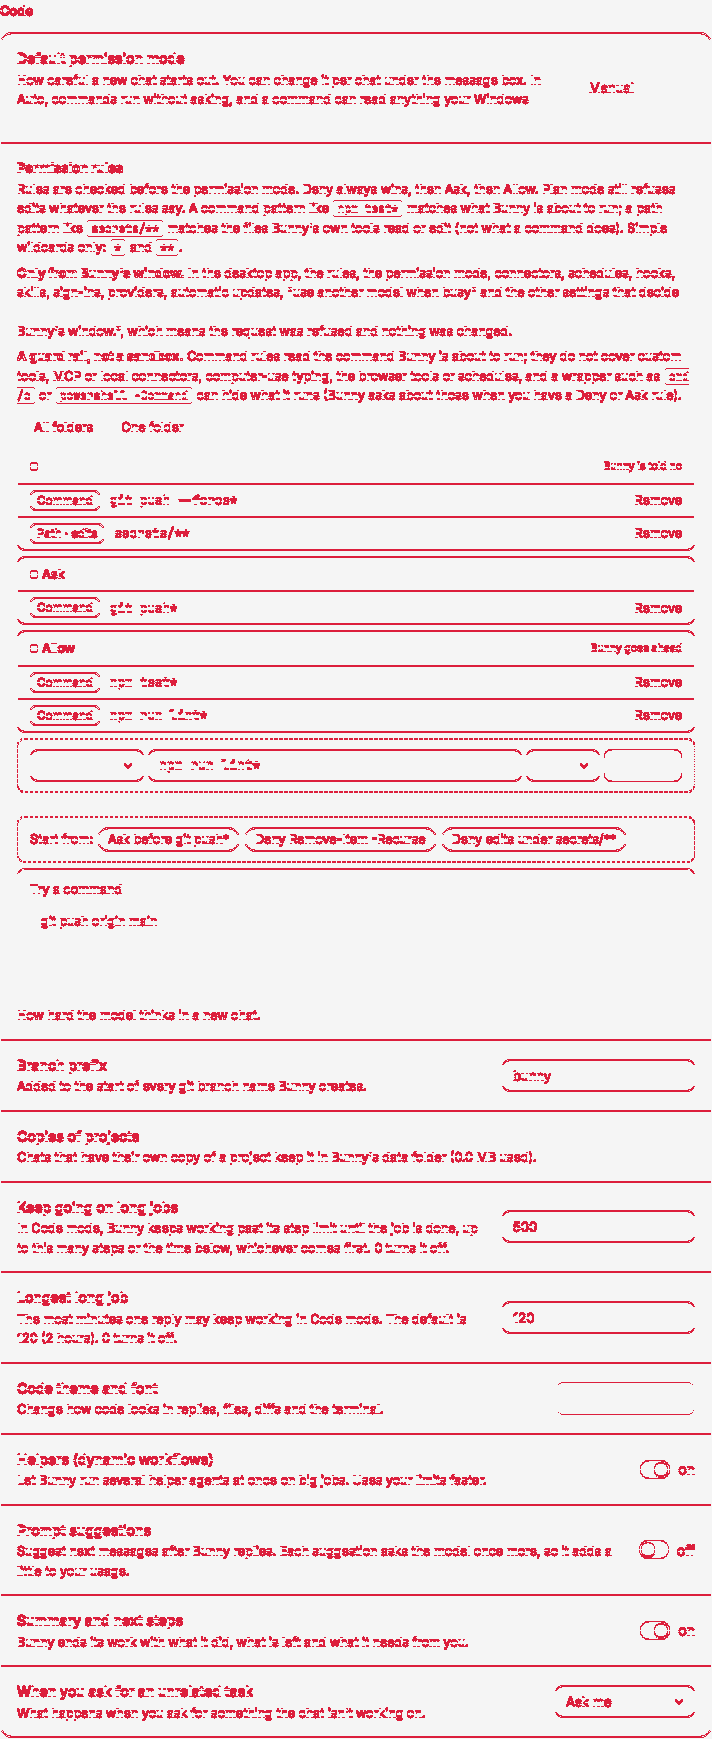 Code
Default permission mode
How careful a new chat starts out. You can change it per chat under the message box. In
Manual
Auto, commands run without asking, and a command can read anything your Windows
Permission rules
Rules are checked before the permission mode. Deny always wins, then Ask, then Allow. Plan mode still refuses
edits whatever the rules say. A command pattern like npm test* matches what Bunny is about to run; a path
pattern like secrets/** matches the files Bunny's own tools read or edit (not what a command does). Simple
wildcards only: * and **.
Only from Bunny's window. In the desktop app, the rules, the permission mode, connectors, schedules, hooks,
skills, sign-ins, providers, automatic updates, "use another model when busy" and the other settings that decide
Bunny's window.", which means the request was refused and nothing was changed.
A guard rail, not a sandbox. Command rules read the command Bunny is about to run; they do not cover custom
tools, MCP or local connectors, computer-use typing, the browser tools or schedules, and a wrapper such as cmd
/c or powershell -Command can hide what it runs (Bunny asks about those when you have a Deny or Ask rule).
All folders One folder
Bunny is told no
Command git push --force* Remove
Path · edits secrets/** Remove
Ask
Command git push* Remove
Allow Bunny goes ahead
Command npm test* Remove
Command npm run lint* Remove
npm run lint*
Start from: Ask before git push* Deny Remove-Item -Recurse Deny edits under secrets/**
Try a command
git push origin main
How hard the model thinks in a new chat.
Branch prefix
Added to the start of every git branch name Bunny creates.
bunny
Copies of projects
Chats that have their own copy of a project keep it in Bunny's data folder (0.0 MB used).
Keep going on long jobs
In Code mode, Bunny keeps working past its step limit until the job is done, up
to this many steps or the time below, whichever comes first. 0 turns it off.
500
Longest long job
The most minutes one reply may keep working in Code mode. The default is
120 (2 hours). 0 turns it off.
120
Code theme and font
Change how code looks in replies, files, diffs and the terminal.
Helpers (dynamic workflows)
Let Bunny run several helper agents at once on big jobs. Uses your limits faster.
on
Prompt suggestions
Suggest next messages after Bunny replies. Each suggestion asks the model once more, so it adds a
little to your usage.
off
Summary and next steps
Bunny ends its work with what it did, what is left and what it needs from you.
on
When you ask for an unrelated task
What happens when you ask for something the chat isn't working on.
Ask me